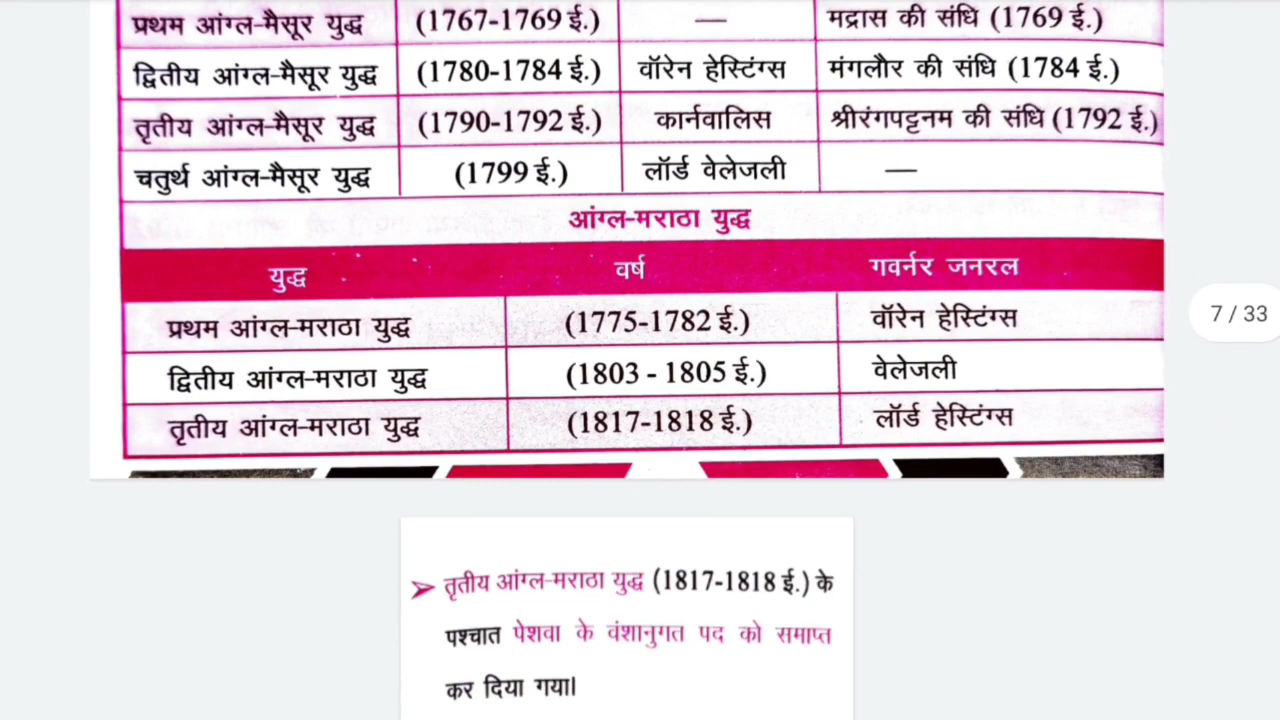 प्रथम आंग्ल-मैसूर युद्ध (1767-1769 ई.) — मद्रास की संधि (1769 ई.)
द्वितीय आंग्ल-मैसूर युद्ध (1780-1784 ई.) वॉरेन हेस्टिंग्स मंगलौर की संधि (1784 ई.)
तृतीय आंग्ल-मैसूर युद्ध (1790-1792 ई.) कार्नवालिस श्रीरंगपट्टनम की संधि (1792 ई.)
चतुर्थ आंग्ल-मैसूर युद्ध (1799 ई.) लॉर्ड वेलेजली —
आंग्ल-मराठा युद्ध
युद्ध वर्ष गवर्नर जनरल
प्रथम आंग्ल-मराठा युद्ध (1775-1782 ई.) वॉरेन हेस्टिंग्स
द्वितीय आंग्ल-मराठा युद्ध (1803 - 1805 ई.) वेलेजली
तृतीय आंग्ल-मराठा युद्ध (1817-1818 ई.) लॉर्ड हेस्टिंग्स
7 / 33
➢ तृतीय आंग्ल-मराठा युद्ध (1817-1818 ई.) के
पश्चात पेशवा के वंशानुगत पद को समाप्त
कर दिया गया।